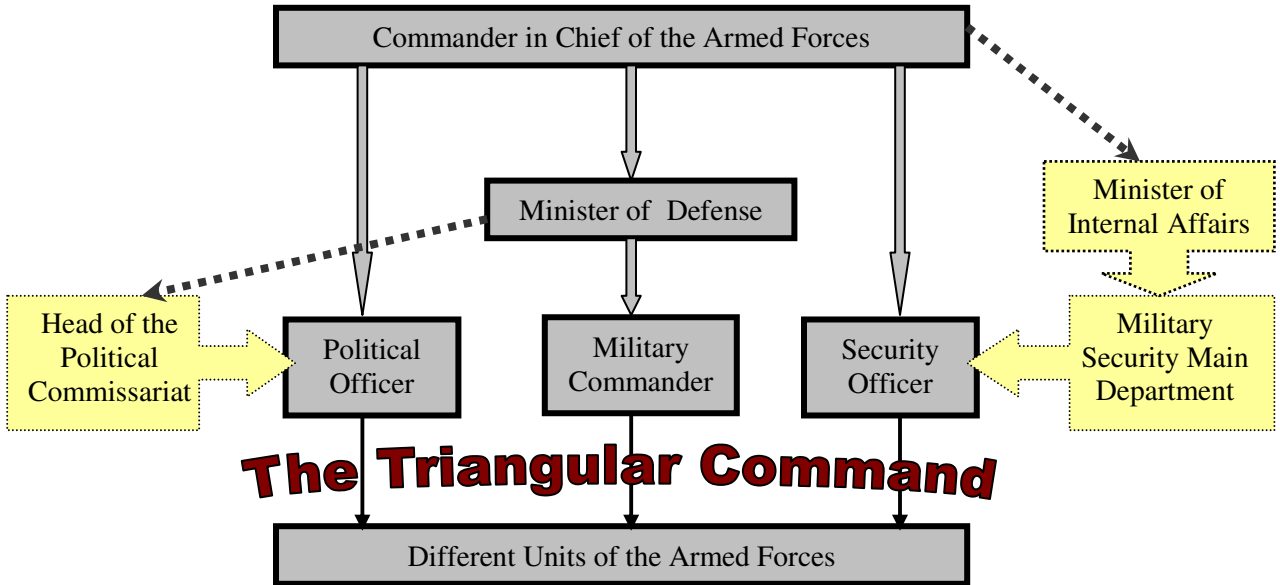 Commander in Chief of the Armed Forces
Minister of Defense
Minister of
Internal Affairs
Head of the
Political
Commissariat
Political
Officer
Military
Commander
Security
Officer
Military
Security Main
Department
The Triangular Command
Different Units of the Armed Forces